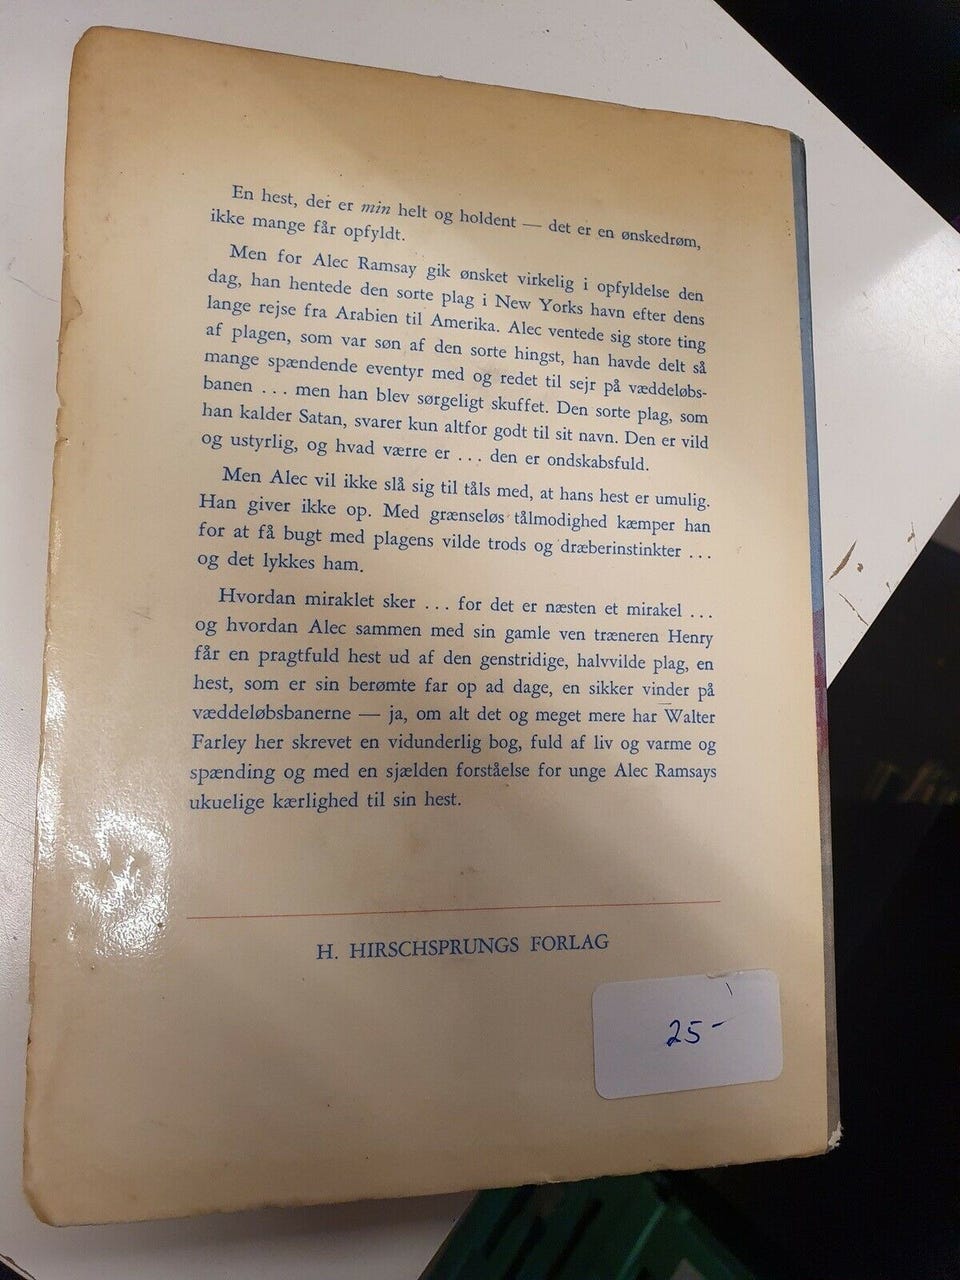 En hest, der er min helt og holdent — det er en ønskedrøm,
ikke mange får opfyldt.
Men for Alec Ramsay gik ønsket virkelig i opfyldelse den
dag, han hentede den sorte plag i New Yorks havn efter dens
lange rejse fra Arabien til Amerika. Alec ventede sig store ting
af plagen, som var søn af den sorte hingst, han havde delt så
mange spændende eventyr med og redet til sejr på væddeløbs-
banen ... men han blev sørgeligt skuffet. Den sorte plag, som
han kalder Satan, svarer kun altfor godt til sit navn. Den er vild
og ustyrlig, og hvad værre er ... den er ondskabsfuld.
Men Alec vil ikke slå sig til tåls med, at hans hest er umulig.
Han giver ikke op. Med grænseløs tålmodighed kæmper han
for at få bugt med plagens vilde trods og dræberinstinkter ...
og det lykkes ham.
Hvordan miraklet sker ... for det er næsten et mirakel ...
og hvordan Alec sammen med sin gamle ven træneren Henry
får en pragtfuld hest ud af den genstridige, halvvilde plag, en
hest, som er sin berømte far op ad dage, en sikker vinder på
væddeløbsbanerne — ja, om alt det og meget mere har Walter
Farley her skrevet en vidunderlig bog, fuld af liv og varme og
spænding og med en sjælden forståelse for unge Alec Ramsays
ukuelige kærlighed til sin hest.
H. HIRSCHSPRUNGS FORLAG
25-